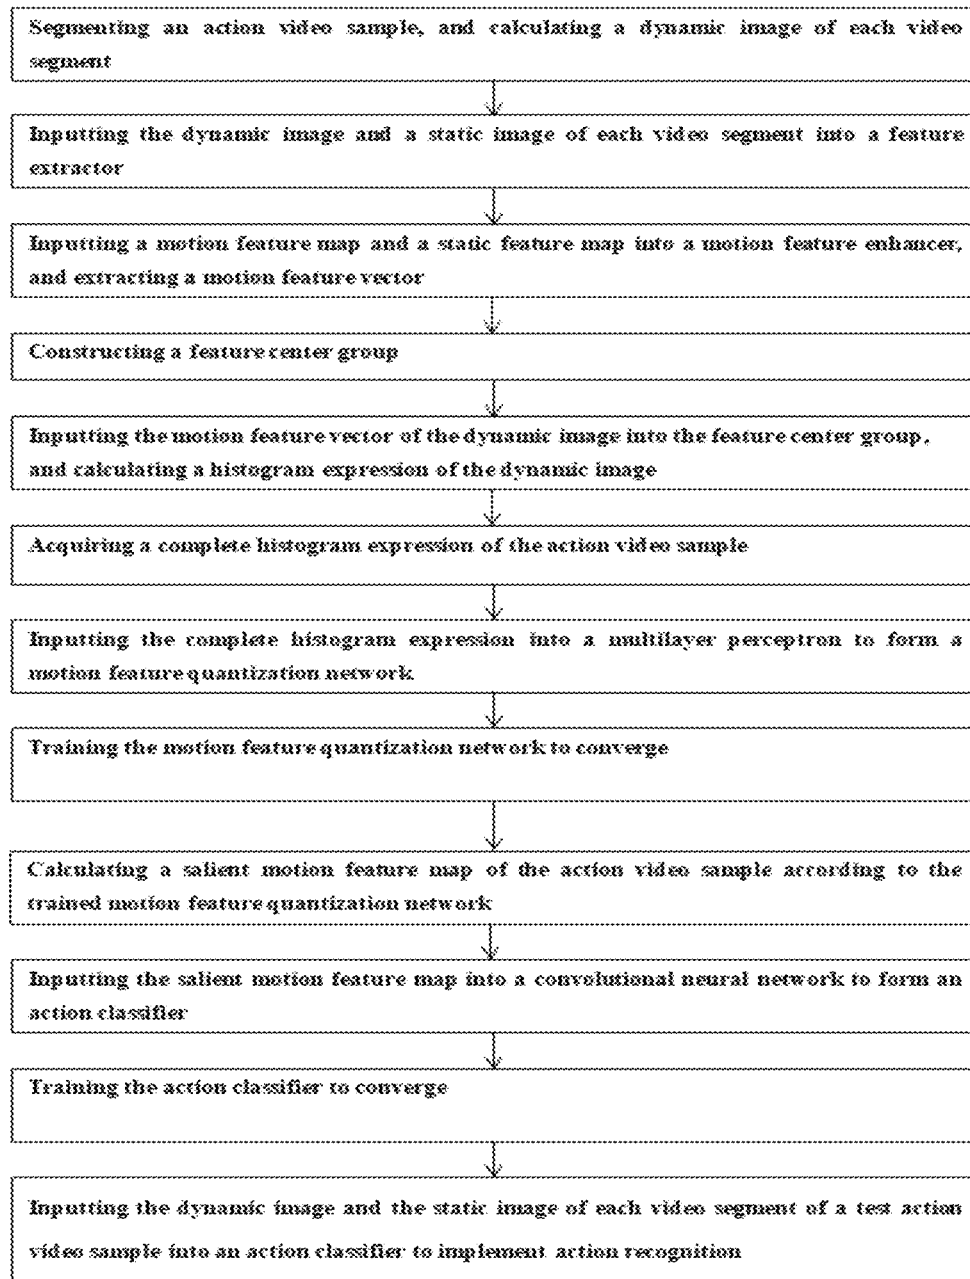 Segmenting an action video sample, and calculating a dynamic image of each video
segment
Inputting the dynamic image and a static image of each video segment into a feature
extractor
Inputting a motion feature map and a static feature map into a motion feature enhancer,
and extracting a motion feature vector
Constructing a feature center group
Inputting the motion feature vector of the dynamic image into the feature center group,
and calculating a histogram expression of the dynamic image
Acquiring a complete histogram expression of the action video sample
Inputting the complete histogram expression into a multilayer perceptron to form a
motion feature quantization network
Training the motion feature quantization network to converge
Calculating a salient motion feature map of the action video sample according to the
trained motion feature quantization network
Inputting the salient motion feature map into a convolutional neural network to form an
action classifier
Training the action classifier to converge
Inputting the dynamic image and the static image of each video segment of a test action
video sample into an action classifier to implement action recognition